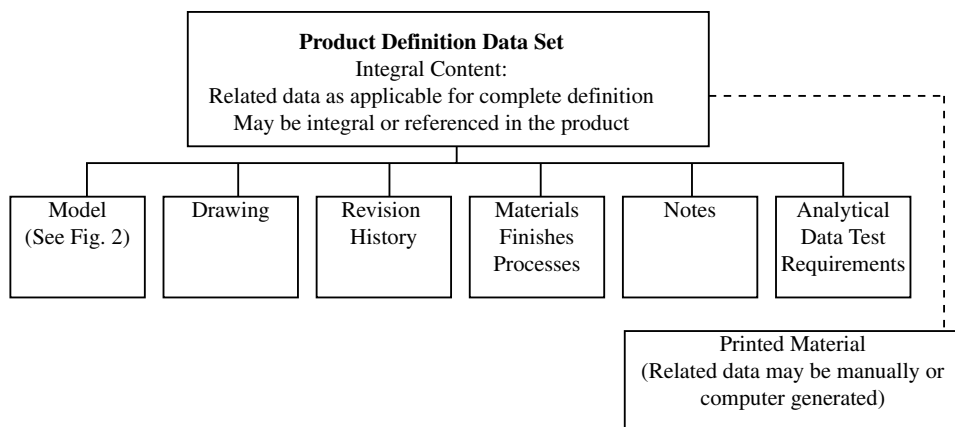 Product Definition Data Set
Integral Content:
Related data as applicable for complete definition
May be integral or referenced in the product
Model
(See Fig. 2)
Drawing
Revision
History
Materials
Finishes
Processes
Notes
Analytical
Data Test
Requirements
Printed Material
(Related data may be manually or
computer generated)